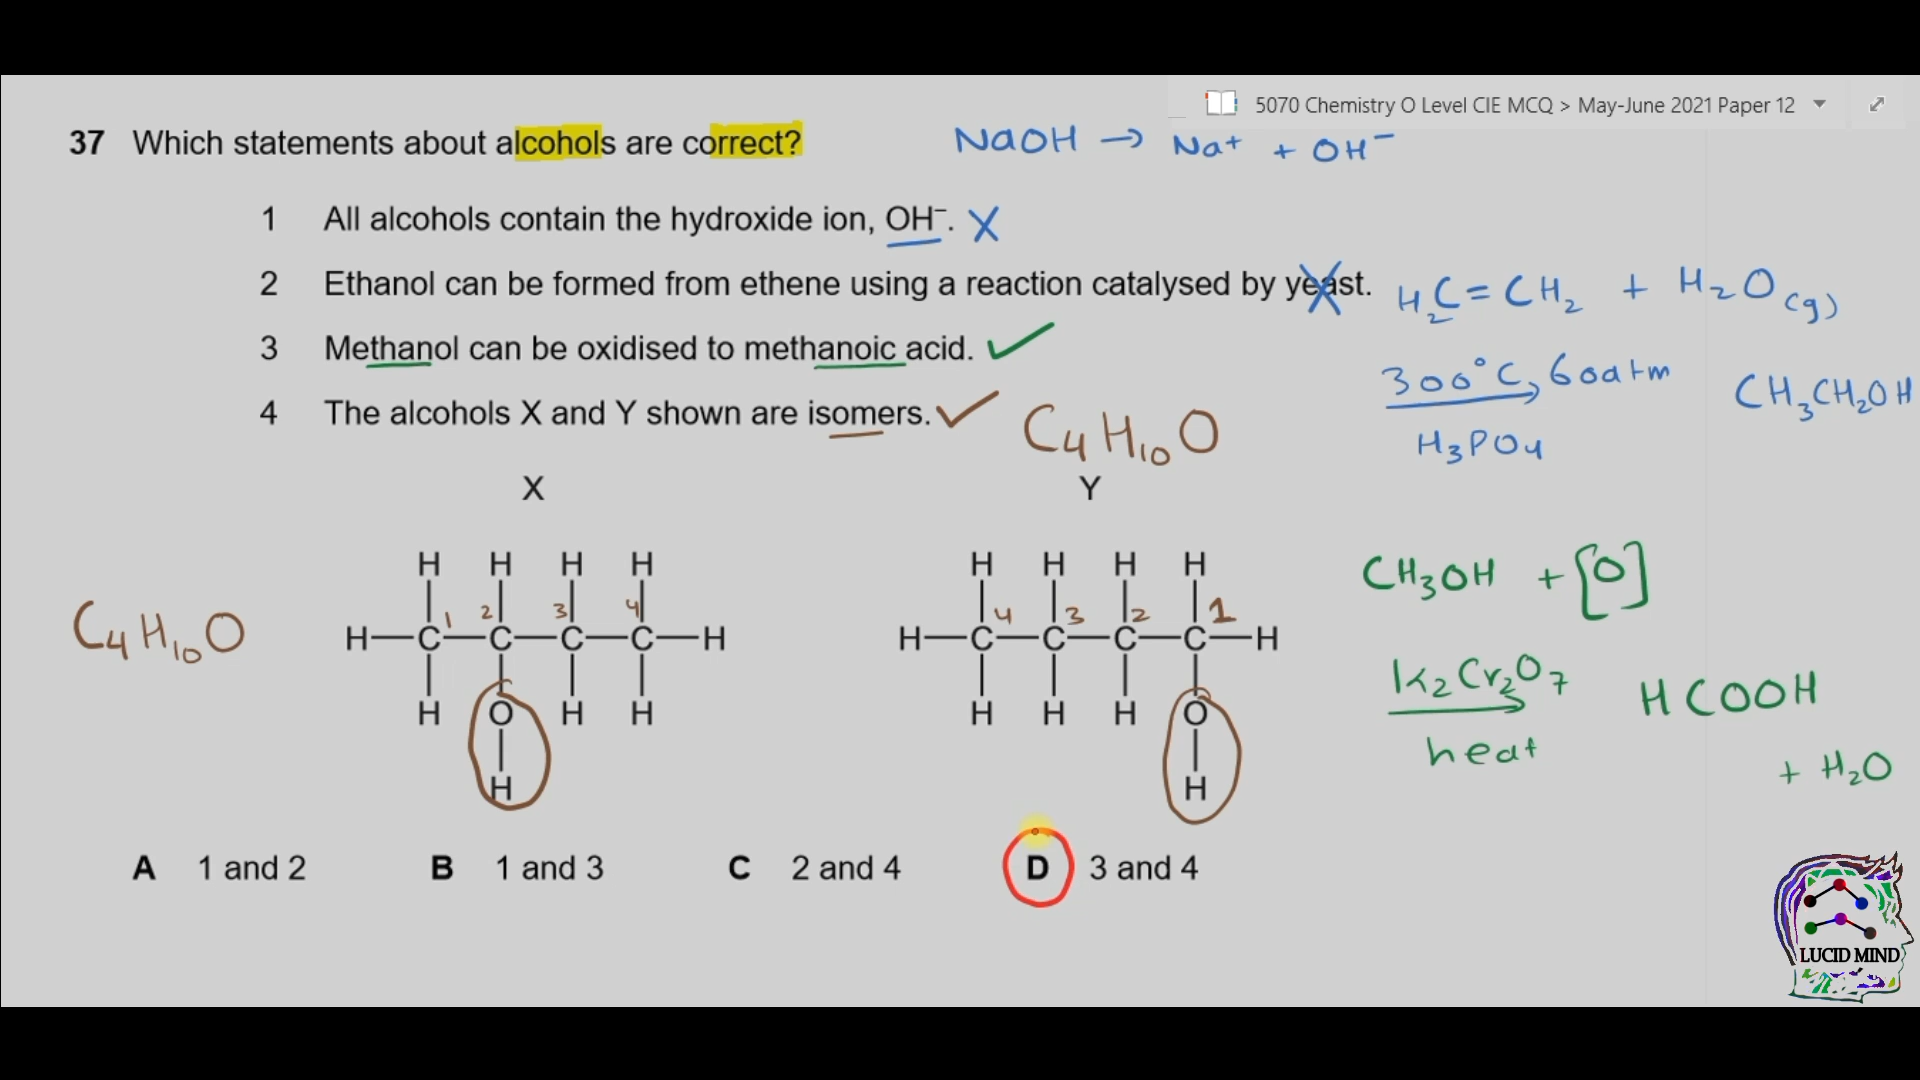 5070 Chemistry O Level CIE MCQ > May-June 2021 Paper 12
37 Which statements about alcohols are correct?
NaOH → Na+ + OH⁻
1 All alcohols contain the hydroxide ion, OH⁻. X
2 Ethanol can be formed from ethene using a reaction catalysed by yeast.
H₂C=CH₂ + H₂O(g)
3 Methanol can be oxidised to methanoic acid.
300°C, 60atm
CH₃CH₂OH
H₃PO₄
4 The alcohols X and Y shown are isomers.
C₄H₁₀O
X Y
H H H H H H H H
1 2 3 4 4 3 2 1
C₄H₁₀O
H C C C C H H C C C C H
H O H H H H H O
H H
CH₃OH + [O]
K₂Cr₂O₇
heat
HCOOH
+ H₂O
A 1 and 2 B 1 and 3 C 2 and 4 D 3 and 4
LUCID MIND